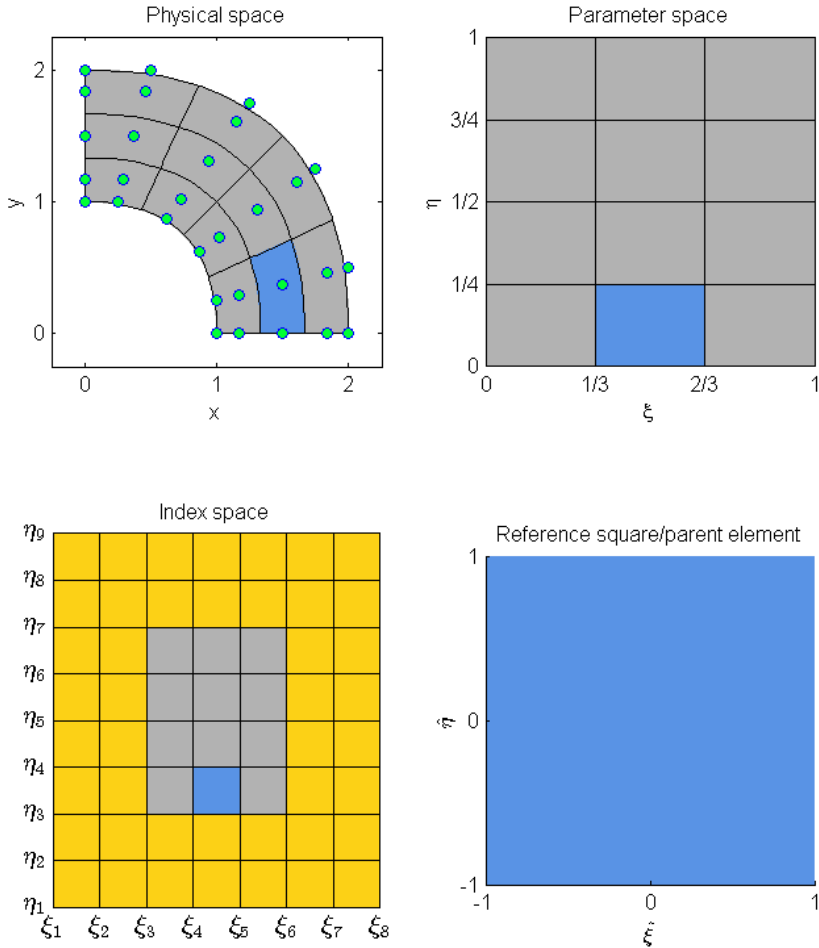 Physical space
2
1
0
y
0 1 2
x
Parameter space
1
3/4
1/2
1/4
0
η
0 1/3 2/3 1
ξ
Index space
η9
η8
η7
η6
η5
η4
η3
η2
η1
ξ1 ξ2 ξ3 ξ4 ξ5 ξ6 ξ7 ξ8
Reference square/parent element
1
0
-1
η̂
-1 0 1
ξ̂